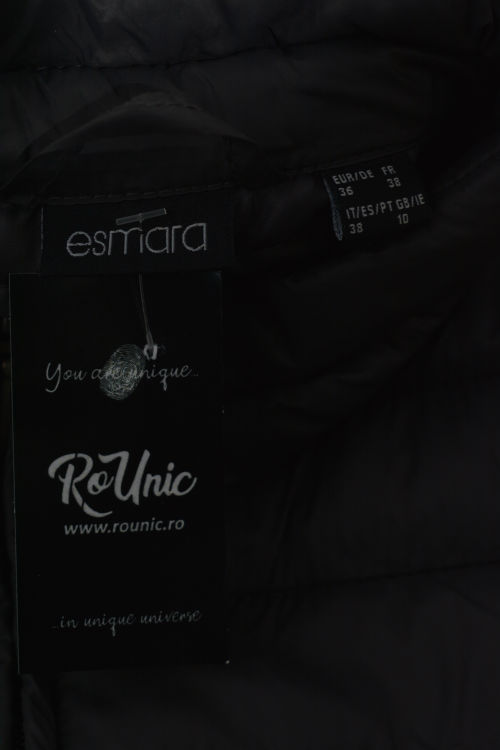 EUR/DE FR
36 38
IT/ES/PT GB/IE
38 10
esmara
You are unique..
RoUnic
www.rounic.ro
..in unique universe